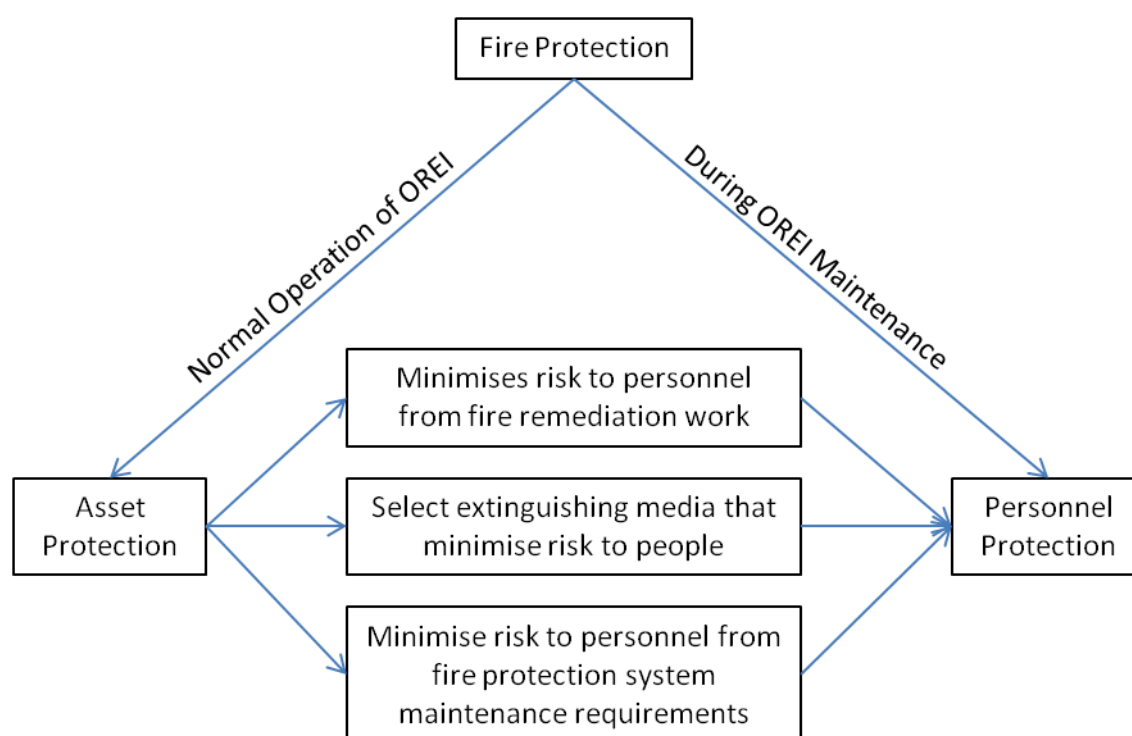 Fire Protection
Normal Operation of OREI
During OREI Maintenance
Minimises risk to personnel
from fire remediation work
Asset
Protection
Select extinguishing media that
minimise risk to people
Personnel
Protection
Minimise risk to personnel from
fire protection system
maintenance requirements